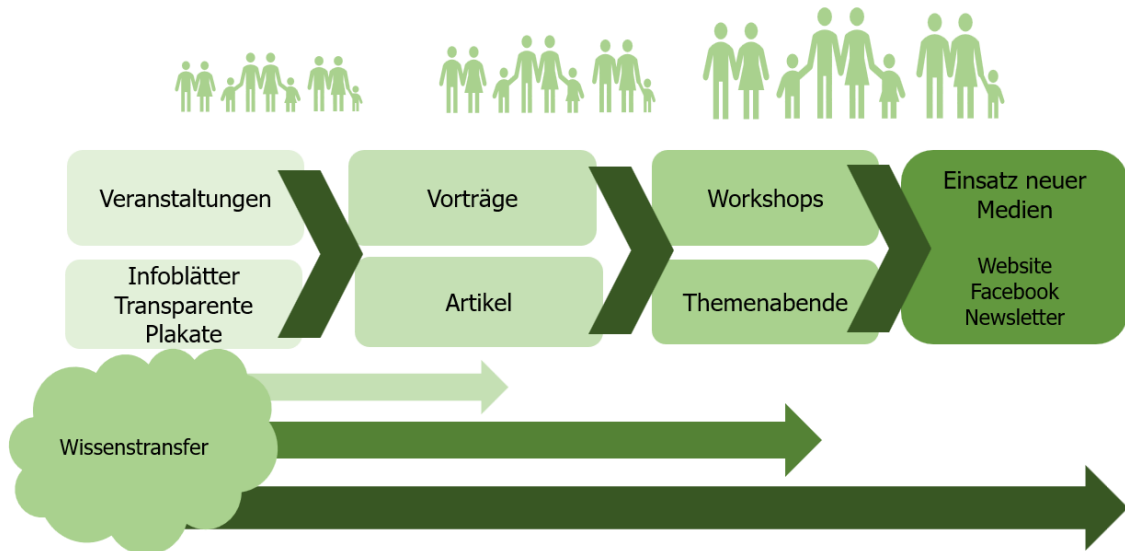 Veranstaltungen
Infoblätter
Transparente
Plakate
Vorträge
Artikel
Workshops
Themenabende
Einsatz neuer
Medien
Website
Facebook
Newsletter
Wissenstransfer